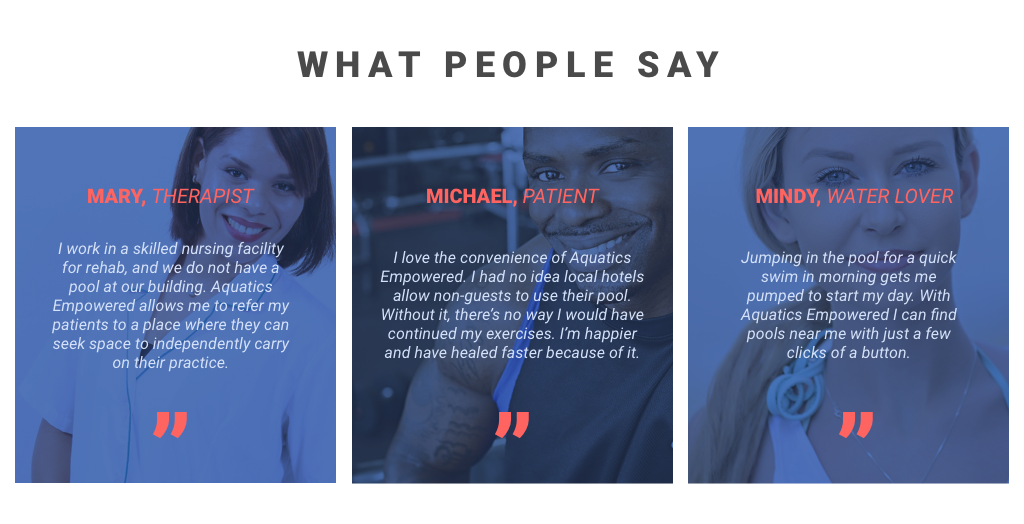 WHAT PEOPLE SAY
MARY, THERAPIST
I work in a skilled nursing facility
for rehab, and we do not have a
pool at our building. Aquatics
Empowered allows me to refer my
patients to a place where they can
seek space to independently carry
on their practice.
”
MICHAEL, PATIENT
I love the convenience of Aquatics
Empowered. I had no idea local hotels
allow non-guests to use their pool.
Without it, there’s no way I would have
continued my exercises. I’m happier
and have healed faster because of it.
”
MINDY, WATER LOVER
Jumping in the pool for a quick
swim in morning gets me
pumped to start my day. With
Aquatics Empowered I can find
pools near me with just a few
clicks of a button.
”